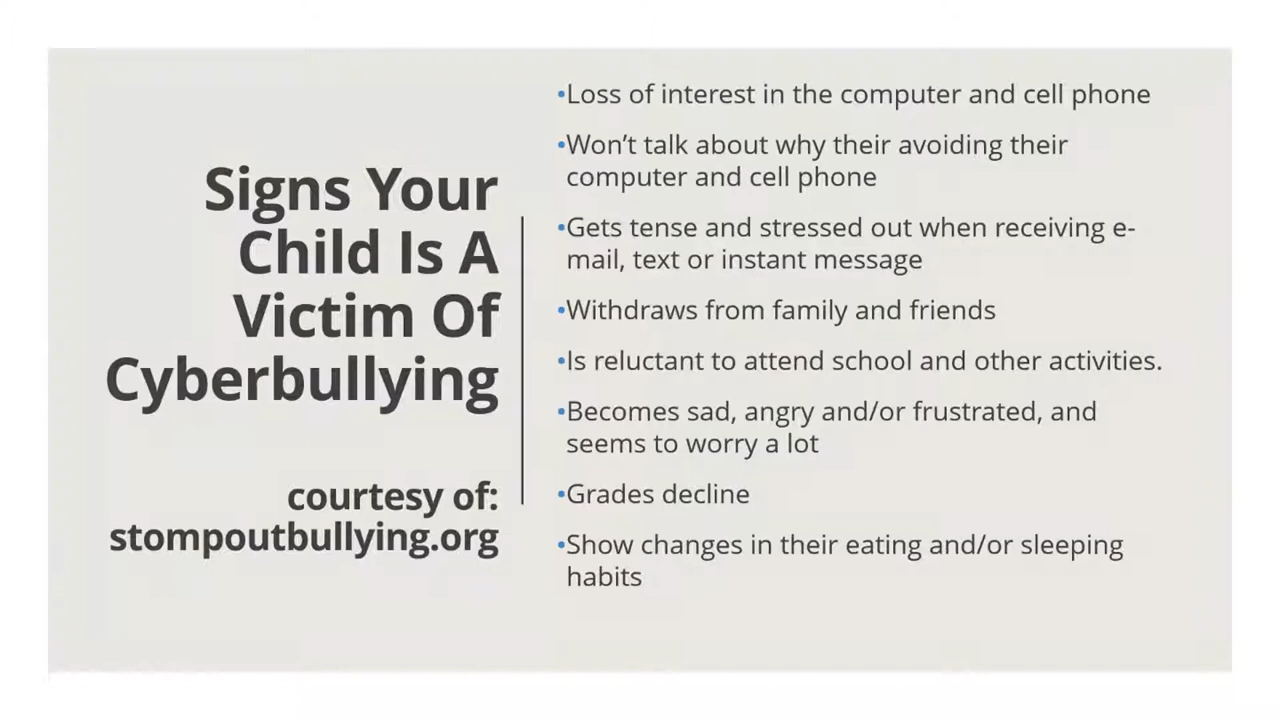 Signs Your
Child Is A
Victim Of
Cyberbullying
courtesy of:
stompoutbullying.org
•Loss of interest in the computer and cell phone
•Won’t talk about why their avoiding their
computer and cell phone
•Gets tense and stressed out when receiving e-
mail, text or instant message
•Withdraws from family and friends
•Is reluctant to attend school and other activities.
•Becomes sad, angry and/or frustrated, and
seems to worry a lot
•Grades decline
•Show changes in their eating and/or sleeping
habits